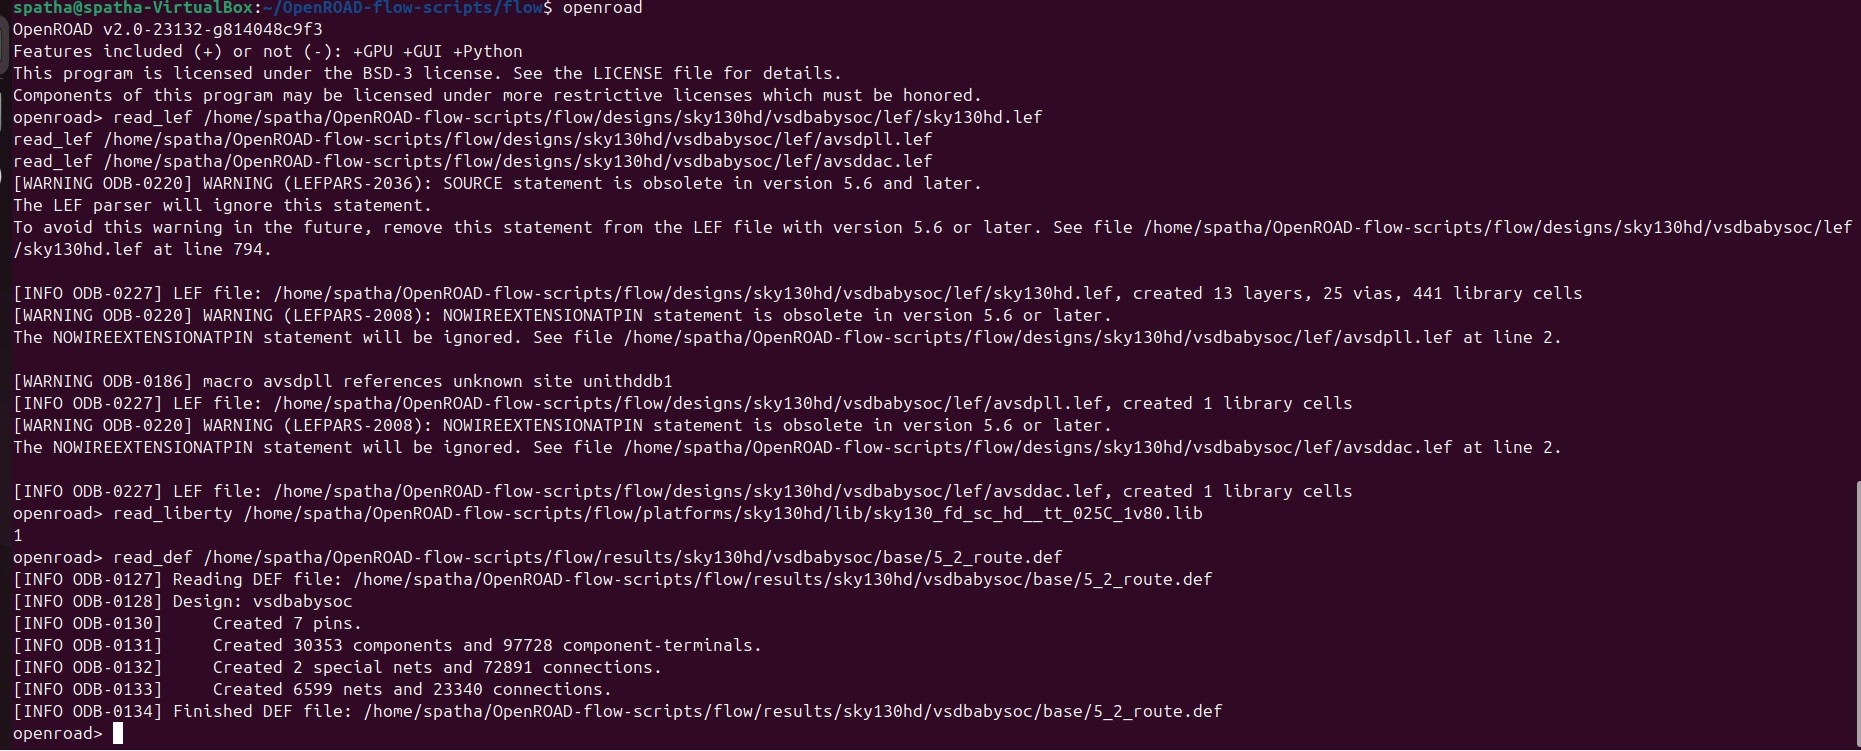 spatha@spatha-VirtualBox:~/OpenROAD-flow-scripts/flow$ openroad
OpenROAD v2.0-23132-g814048c9f3
Features included (+) or not (-): +GPU +GUI +Python
This program is licensed under the BSD-3 license. See the LICENSE file for details.
Components of this program may be licensed under more restrictive licenses which must be honored.
openroad> read_lef /home/spatha/OpenROAD-flow-scripts/flow/designs/sky130hd/vsdbabysoc/lef/sky130hd.lef
read_lef /home/spatha/OpenROAD-flow-scripts/flow/designs/sky130hd/vsdbabysoc/lef/avsdpll.lef
read_lef /home/spatha/OpenROAD-flow-scripts/flow/designs/sky130hd/vsdbabysoc/lef/avsddac.lef
[WARNING ODB-0220] WARNING (LEFPARS-2036): SOURCE statement is obsolete in version 5.6 and later.
The LEF parser will ignore this statement.
To avoid this warning in the future, remove this statement from the LEF file with version 5.6 or later. See file /home/spatha/OpenROAD-flow-scripts/flow/designs/sky130hd/vsdbabysoc/lef
/sky130hd.lef at line 794.
[INFO ODB-0227] LEF file: /home/spatha/OpenROAD-flow-scripts/flow/designs/sky130hd/vsdbabysoc/lef/sky130hd.lef, created 13 layers, 25 vias, 441 library cells
[WARNING ODB-0220] WARNING (LEFPARS-2008): NOWIREEXTENSIONATPIN statement is obsolete in version 5.6 or later.
The NOWIREEXTENSIONATPIN statement will be ignored. See file /home/spatha/OpenROAD-flow-scripts/flow/designs/sky130hd/vsdbabysoc/lef/avsdpll.lef at line 2.
[WARNING ODB-0186] macro avsdpll references unknown site unithddb1
[INFO ODB-0227] LEF file: /home/spatha/OpenROAD-flow-scripts/flow/designs/sky130hd/vsdbabysoc/lef/avsdpll.lef, created 1 library cells
[WARNING ODB-0220] WARNING (LEFPARS-2008): NOWIREEXTENSIONATPIN statement is obsolete in version 5.6 or later.
The NOWIREEXTENSIONATPIN statement will be ignored. See file /home/spatha/OpenROAD-flow-scripts/flow/designs/sky130hd/vsdbabysoc/lef/avsddac.lef at line 2.
[INFO ODB-0227] LEF file: /home/spatha/OpenROAD-flow-scripts/flow/designs/sky130hd/vsdbabysoc/lef/avsddac.lef, created 1 library cells
openroad> read_liberty /home/spatha/OpenROAD-flow-scripts/flow/platforms/sky130hd/lib/sky130_fd_sc_hd__tt_025C_1v80.lib
1
openroad> read_def /home/spatha/OpenROAD-flow-scripts/flow/results/sky130hd/vsdbabysoc/base/5_2_route.def
[INFO ODB-0127] Reading DEF file: /home/spatha/OpenROAD-flow-scripts/flow/results/sky130hd/vsdbabysoc/base/5_2_route.def
[INFO ODB-0128] Design: vsdbabysoc
[INFO ODB-0130]     Created 7 pins.
[INFO ODB-0131]     Created 30353 components and 97728 component-terminals.
[INFO ODB-0132]     Created 2 special nets and 72891 connections.
[INFO ODB-0133]     Created 6599 nets and 23340 connections.
[INFO ODB-0134] Finished DEF file: /home/spatha/OpenROAD-flow-scripts/flow/results/sky130hd/vsdbabysoc/base/5_2_route.def
openroad>